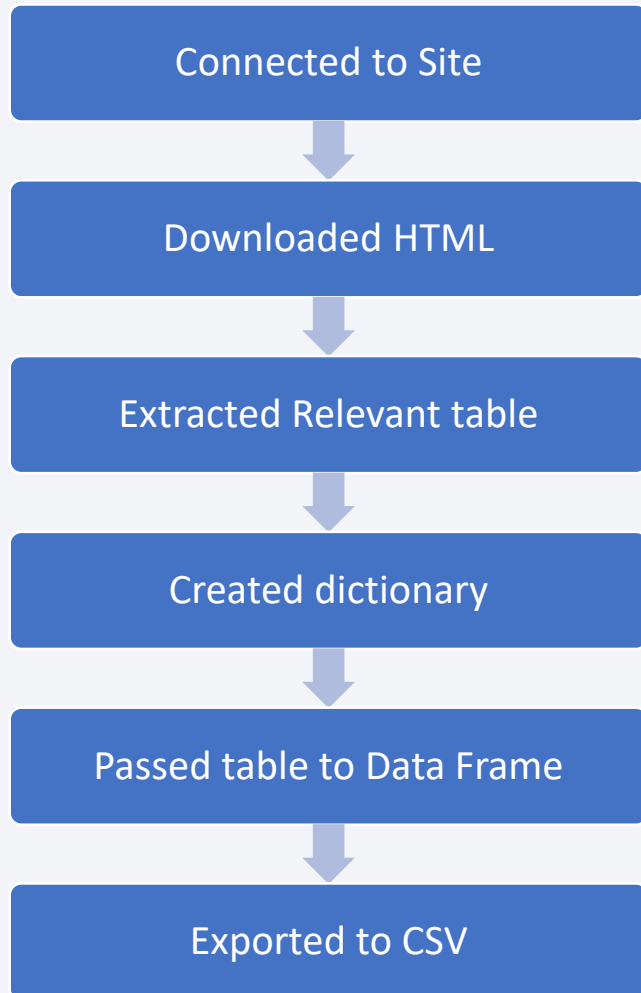 Connected to Site
Downloaded HTML
Extracted Relevant table
Created dictionary
Passed table to Data Frame
Exported to CSV